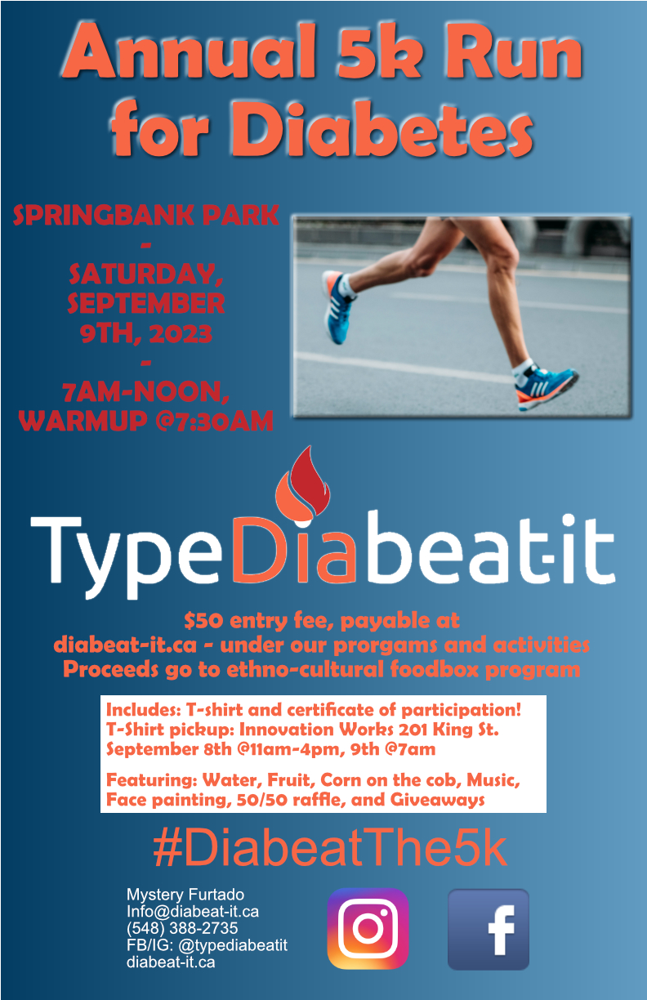 Annual 5k Run
for Diabetes
SPRINGBANK PARK
-
SATURDAY,
SEPTEMBER
9TH, 2023
-
7AM-NOON,
WARMUP @7:30AM
TypeDiabeat-it
$50 entry fee, payable at
diabeat-it.ca - under our prorgams and activities
Proceeds go to ethno-cultural foodbox program
Includes: T-shirt and certificate of participation!
T-Shirt pickup: Innovation Works 201 King St.
September 8th @11am-4pm, 9th @7am
Featuring: Water, Fruit, Corn on the cob, Music,
Face painting, 50/50 raffle, and Giveaways
#DiabeatThe5k
Mystery Furtado
Info@diabeat-it.ca
(548) 388-2735
FB/IG: @typediabeatit
diabeat-it.ca
f